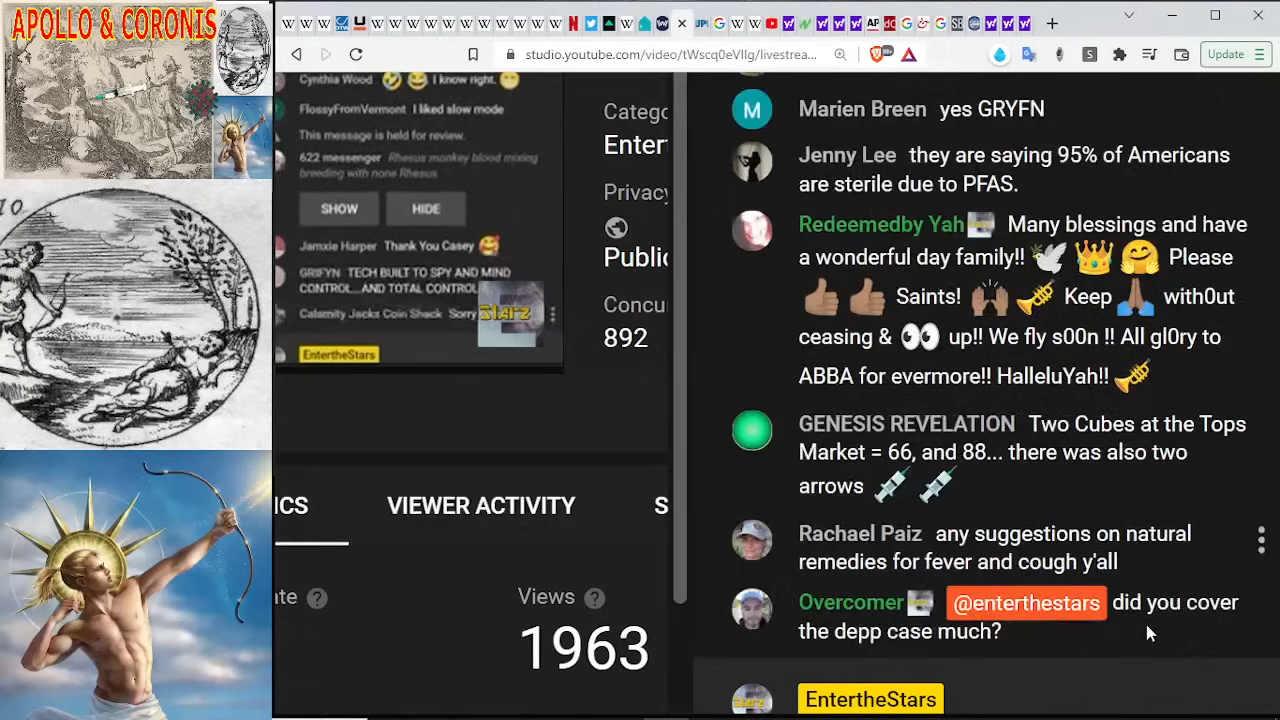 APOLLO & CORONIS
10
studio.youtube.com/video/tWscq0eVlIg/livestrea...
Update
Cynthia Wood 🤣 😂 I know right. 😁
FlossyFromVermont I liked slow mode
This message is held for review.
622 messenger Rhesus monkey blood mixing
breeding with none Rhesus
SHOW HIDE
Jamxie Harper Thank You Casey 🥰
GRIFYN TECH BUILT TO SPY AND MIND
CONTROL...AND TOTAL CONTROL
Calamity Jacks Coin Shack Sorry
Starz
EntertheStars
Catego
Enter
Privacy
Public
Concur
892
ICS VIEWER ACTIVITY S
ate Views
1963
Marien Breen yes GRYFN
Jenny Lee they are saying 95% of Americans
are sterile due to PFAS.
Redeemedby Yah Many blessings and have
a wonderful day family!! 🕊️ 👑 🤗 Please
👍🏽 👍🏽 Saints! 🙌🏽 🎺 Keep 🙏🏽 with0ut
ceasing & 👀 up!! We fly s00n !! All gl0ry to
ABBA for evermore!! HalleluYah!! 🎺
GENESIS REVELATION Two Cubes at the Tops
Market = 66, and 88... there was also two
arrows 💉 💉
Rachael Paiz any suggestions on natural
remedies for fever and cough y'all
Overcomer @enterthestars did you cover
the depp case much?
EntertheStars